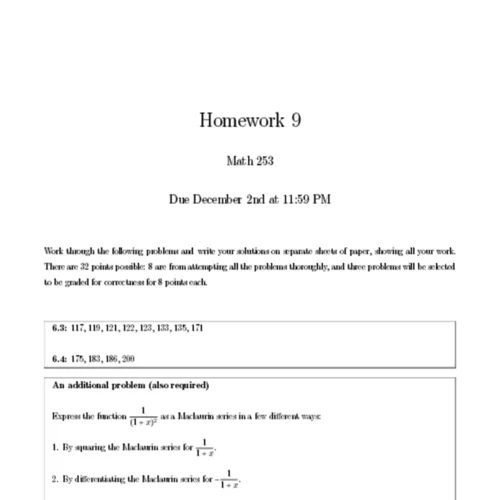 Homework 9
Math 253
Due December 2nd at 11:59 PM
Work through the following problems and write your solutions on separate sheets of paper, showing all your work.
There are 32 points possible: 8 are from attempting all the problems thoroughly, and three problems will be selected
to be graded for correctness for 8 points each.
6.3: 117, 119, 121, 122, 123, 133, 135, 171
6.4: 175, 183, 186, 200
An additional problem (also required)
Express the function 1/(1 + x)² as a Maclaurin series in a few different ways:
1. By squaring the Maclaurin series for 1/(1 + x).
2. By differentiating the Maclaurin series for -1/(1 + x).